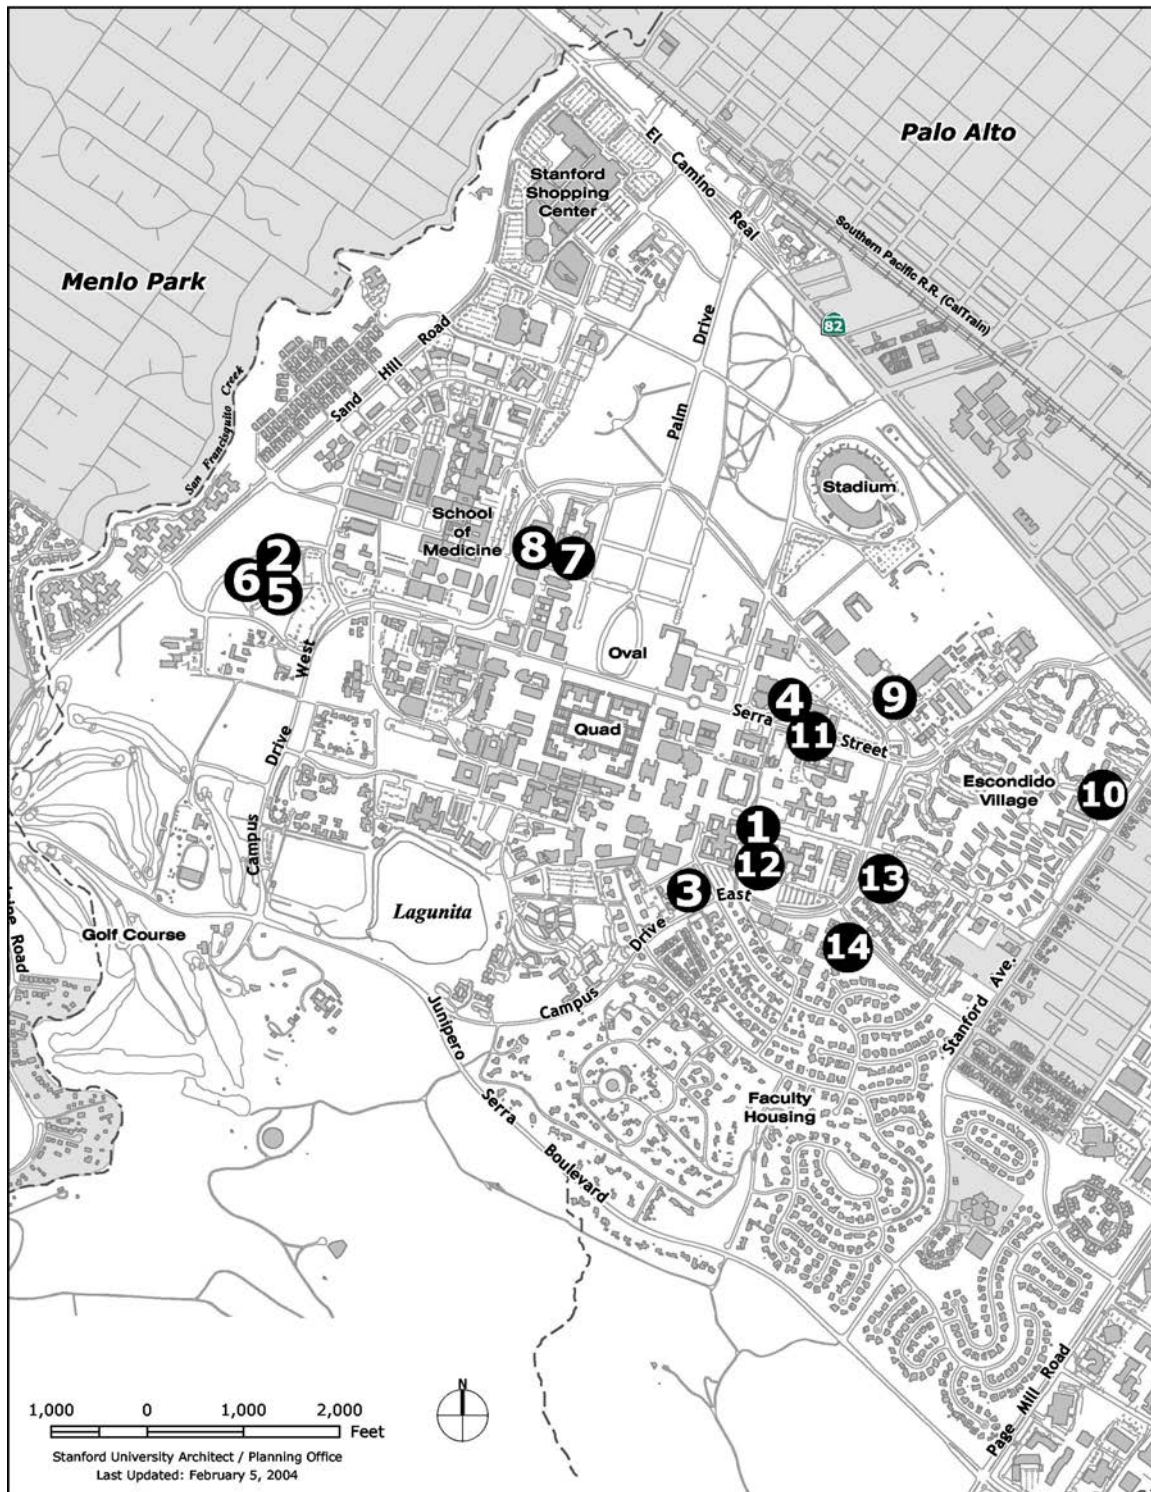 Palo Alto
El Camino Real
Stanford
Shopping
Center
Southern Pacific R.R. (CalTrain)
Menlo Park
82
Palm Drive
Sand Hill Road
San Francisquito Creek
Stadium
School
of
Medicine
8
7
2
6
5
Oval
West
4
9
Serra
11
Street
Quad
Drive
Escondido
Village
10
1
12
13
3
East
Campus
Lagunita
Golf Course
Road
Drive
14
Stanford Ave.
Campus
Junipero
Serra
Boulevard
Faculty
Housing
Page Mill Road
N
1,000 0 1,000 2,000
Feet
Stanford University Architect / Planning Office
Last Updated: February 5, 2004